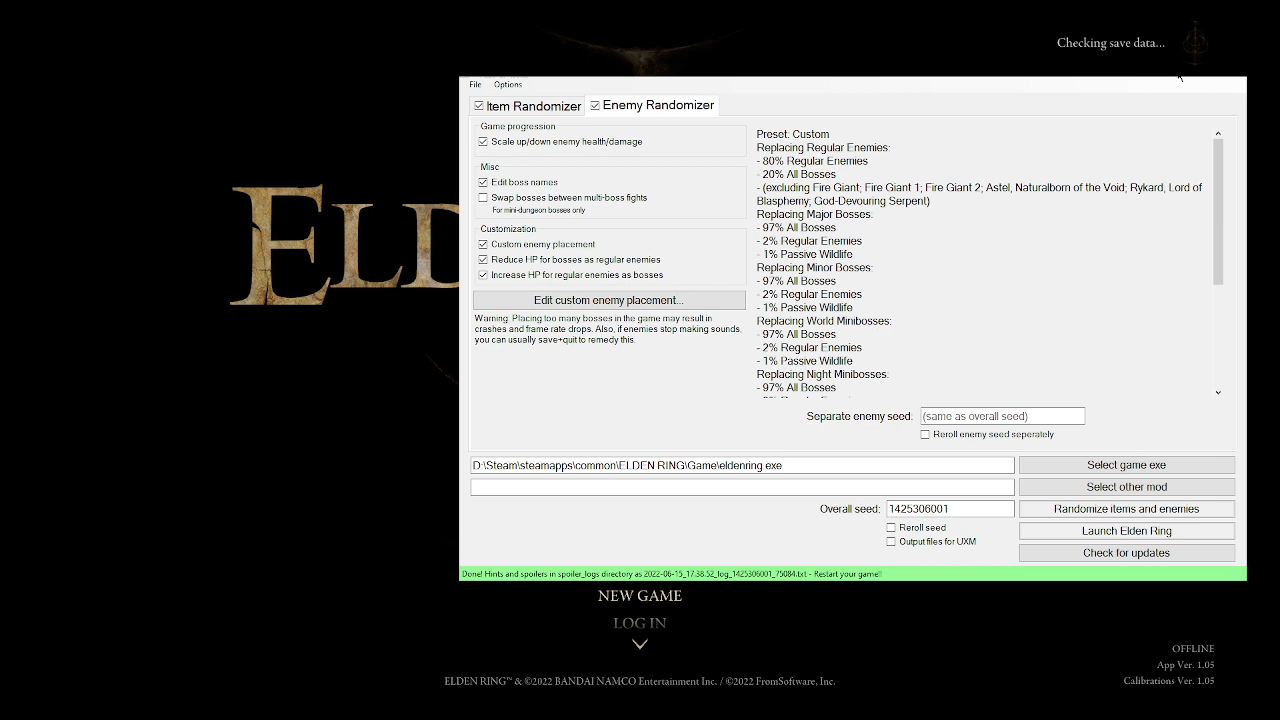 Checking save data...
File Options
Item Randomizer Enemy Randomizer
Game progression
Scale up/down enemy health/damage
Misc
Edit boss names
Swap bosses between multi-boss fights
For mini-dungeon bosses only
Customization
Custom enemy placement
Reduce HP for bosses as regular enemies
Increase HP for regular enemies as bosses
Edit custom enemy placement...
Warning: Placing too many bosses in the game may result in
crashes and frame rate drops. Also, if enemies stop making sounds,
you can usually save+quit to remedy this.
Preset: Custom
Replacing Regular Enemies:
- 80% Regular Enemies
- 20% All Bosses
- (excluding Fire Giant; Fire Giant 1; Fire Giant 2; Astel, Naturalborn of the Void; Rykard, Lord of
Blasphemy; God-Devouring Serpent)
Replacing Major Bosses:
- 97% All Bosses
- 2% Regular Enemies
- 1% Passive Wildlife
Replacing Minor Bosses:
- 97% All Bosses
- 2% Regular Enemies
- 1% Passive Wildlife
Replacing World Minibosses:
- 97% All Bosses
- 2% Regular Enemies
- 1% Passive Wildlife
Replacing Night Minibosses:
- 97% All Bosses
Separate enemy seed: (same as overall seed)
Reroll enemy seed seperately
D:\Steam\steamapps\common\ELDEN RING\Game\eldenring.exe Select game exe
Select other mod
Overall seed: 1425306001 Randomize items and enemies
Reroll seed Launch Elden Ring
Output files for UXM
Check for updates
Done! Hints and spoilers in spoiler_logs directory as 2022-06-15_17.38.52_log_1425306001_75084.txt - Restart your game!!
ELD
NEW GAME
LOG IN
OFFLINE
App Ver. 1.05
Calibrations Ver. 1.05
ELDEN RING™ & ©2022 BANDAI NAMCO Entertainment Inc. / ©2022 FromSoftware, Inc.